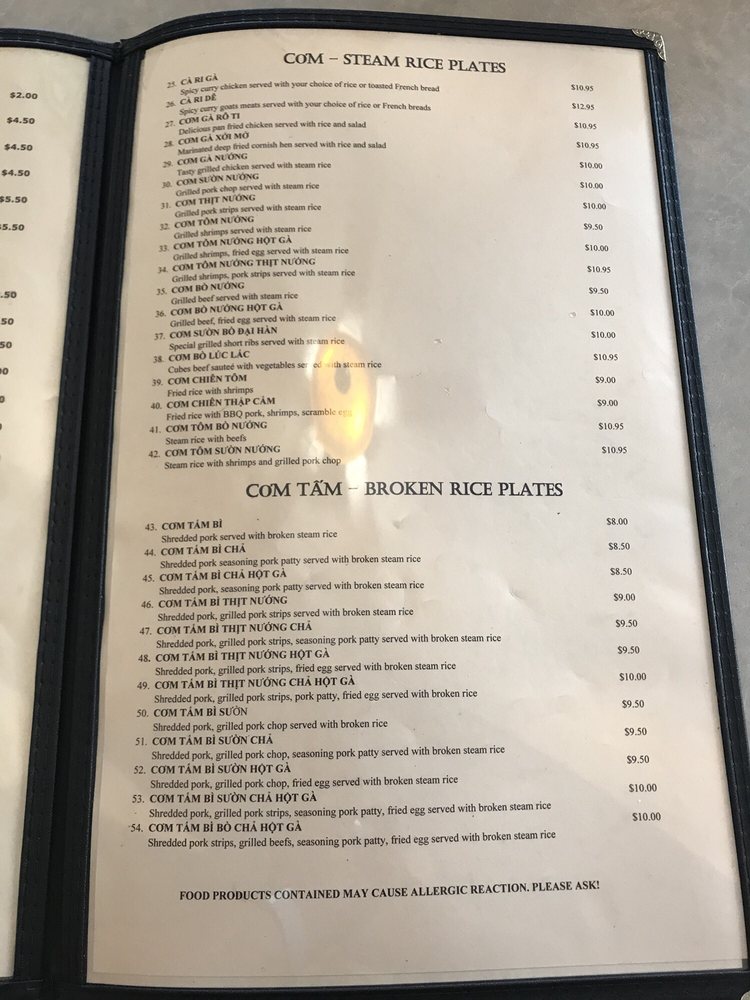 $2.00
$4.50
$4.50
$4.50
$5.50
5.50
.50
50
50
CƠM – STEAM RICE PLATES
25. CÀ RI GÀ
Spicy curry chicken served with your choice of rice or toasted French bread $10.95
26. CÀ RI DÊ
Spicy curry goats meats served with your choice of rice or French breads $12.95
27. CƠM GÀ RÔ TI
Delicious pan fried chicken served with rice and salad $10.95
28. CƠM GÀ XỐI MỠ
Marinated deep fried cornish hen served with rice and salad $10.95
29. CƠM GÀ NƯỚNG
Tasty grilled chicken served with steam rice $10.00
30. CƠM SƯỜN NƯỚNG
Grilled pork chop served with steam rice $10.00
31. CƠM THỊT NƯỚNG
Grilled pork strips served with steam rice $10.00
32. CƠM TÔM NƯỚNG
Grilled shrimps served with steam rice $9.50
33. CƠM TÔM NƯỚNG HỘT GÀ
Grilled shrimps, fried egg served with steam rice $10.00
34. CƠM TÔM NƯỚNG THỊT NƯỚNG
Grilled shrimps, pork strips served with steam rice $10.95
35. CƠM BÒ NƯỚNG
Grilled beef served with steam rice $9.50
36. CƠM BÒ NƯỚNG HỘT GÀ
Grilled beef, fried egg served with steam rice $10.00
37. CƠM SƯỜN BÒ ĐẠI HÀN
Special grilled short ribs served with steam rice $10.00
38. CƠM BÒ LÚC LẮC
Cubes beef sauteé with vegetables served with steam rice $10.95
39. CƠM CHIÊN TÔM
Fried rice with shrimps $9.00
40. CƠM CHIÊN THẬP CẨM
Fried rice with BBQ pork, shrimps, scramble egg $9.00
41. CƠM TÔM BÒ NƯỚNG
Steam rice with beefs $10.95
42. CƠM TÔM SƯỜN NƯỚNG
Steam rice with shrimps and grilled pork chop $10.95
CƠM TẤM – BROKEN RICE PLATES
43. CƠM TẤM BÌ $8.00
Shredded pork served with broken steam rice
44. CƠM TẤM BÌ CHẢ $8.50
Shredded pork seasoning pork patty served with broken steam rice
45. CƠM TẤM BÌ CHẢ HỘT GÀ $8.50
Shredded pork, seasoning pork patty served with broken steam rice
46. CƠM TẤM BÌ THỊT NƯỚNG $9.00
Shredded pork, grilled pork strips served with broken steam rice
47. CƠM TẤM BÌ THỊT NƯỚNG CHẢ $9.50
Shredded pork, grilled pork strips, seasoning pork patty served with broken steam rice
48. CƠM TẤM BÌ THỊT NƯỚNG HỘT GÀ $9.50
Shredded pork, grilled pork strips, fried egg served with broken steam rice
49. CƠM TẤM BÌ THỊT NƯỚNG CHẢ HỘT GÀ $10.00
Shredded pork, grilled pork strips, pork patty, fried egg served with broken rice
50. CƠM TẤM BÌ SƯỜN $9.50
Shredded pork, grilled pork chop served with broken rice
51. CƠM TẤM BÌ SƯỜN CHẢ $9.50
Shredded pork, grilled pork chop, seasoning pork patty served with broken steam rice
52. CƠM TẤM BÌ SƯỜN HỘT GÀ $9.50
Shredded pork, grilled pork chop, fried egg served with broken steam rice
53. CƠM TẤM BÌ SƯỜN CHẢ HỘT GÀ $10.00
Shredded pork, grilled pork strips, seasoning pork patty, fried egg served with broken steam rice
54. CƠM TẤM BÌ BÒ CHẢ HỘT GÀ $10.00
Shredded pork strips, grilled beefs, seasoning pork patty, fried egg served with broken steam rice
FOOD PRODUCTS CONTAINED MAY CAUSE ALLERGIC REACTION. PLEASE ASK!